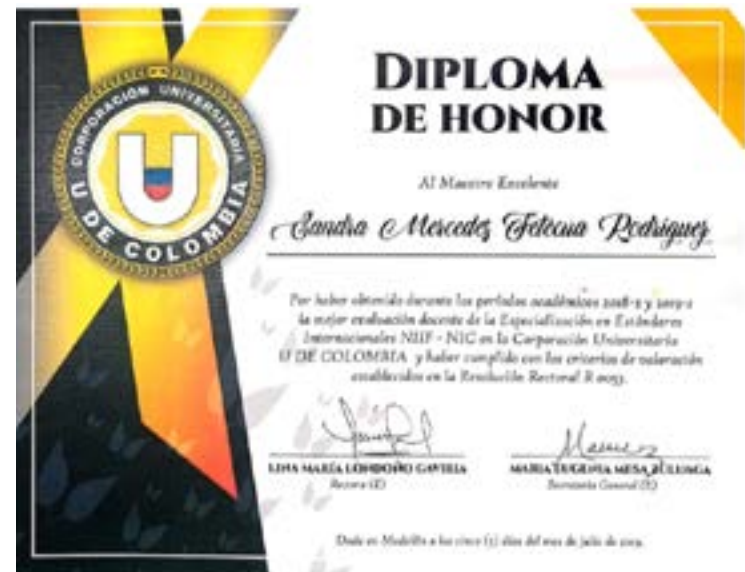 CORPORACIÓN UNIVERSITARIA
U DE COLOMBIA
U
DIPLOMA
DE HONOR
Al Maestro Excelente
Sandra Mercedes Rodríguez
Por haber obtenido durante los períodos académicos 2018-2 y 2019-1
la mejor evaluación docente de la Especialización en Estándares
Internacionales NIIF - NIC en la Corporación Universitaria
U DE COLOMBIA y haber cumplido con los criterios de valoración
establecidos en la Resolución Rectoral R
LINA MARÍA LONDOÑO GAVIRIA
Rectora (E)
MARIA EUGENIA MESA ZULUAGA
Secretaria General (E)
Dado en Medellín a los cinco (5) días del mes de julio de 2019.